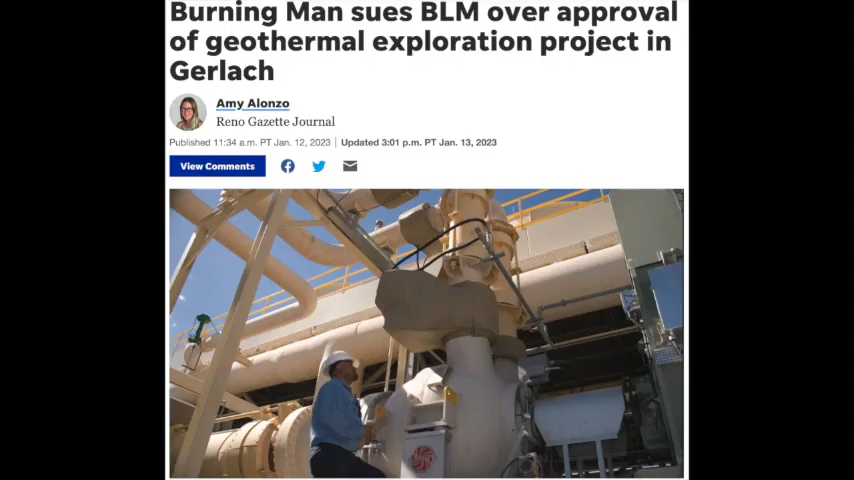 Burning Man sues BLM over approval
of geothermal exploration project in
Gerlach
Amy Alonzo
Reno Gazette Journal
Published 11:34 a.m. PT Jan. 12, 2023 | Updated 3:01 p.m. PT Jan. 13, 2023
View Comments